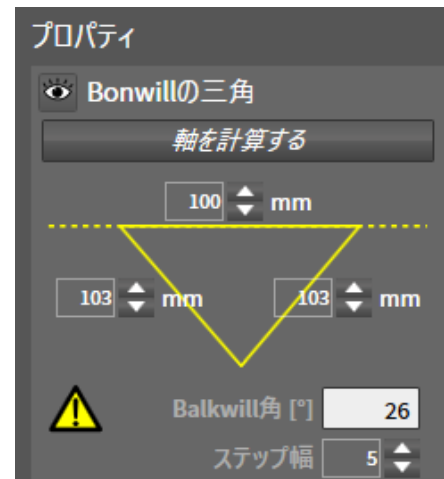 プロパティ
Bonwillの三角
軸を計算する
100 mm
103 mm 103 mm
Balkwill角 [°] 26
ステップ幅 5